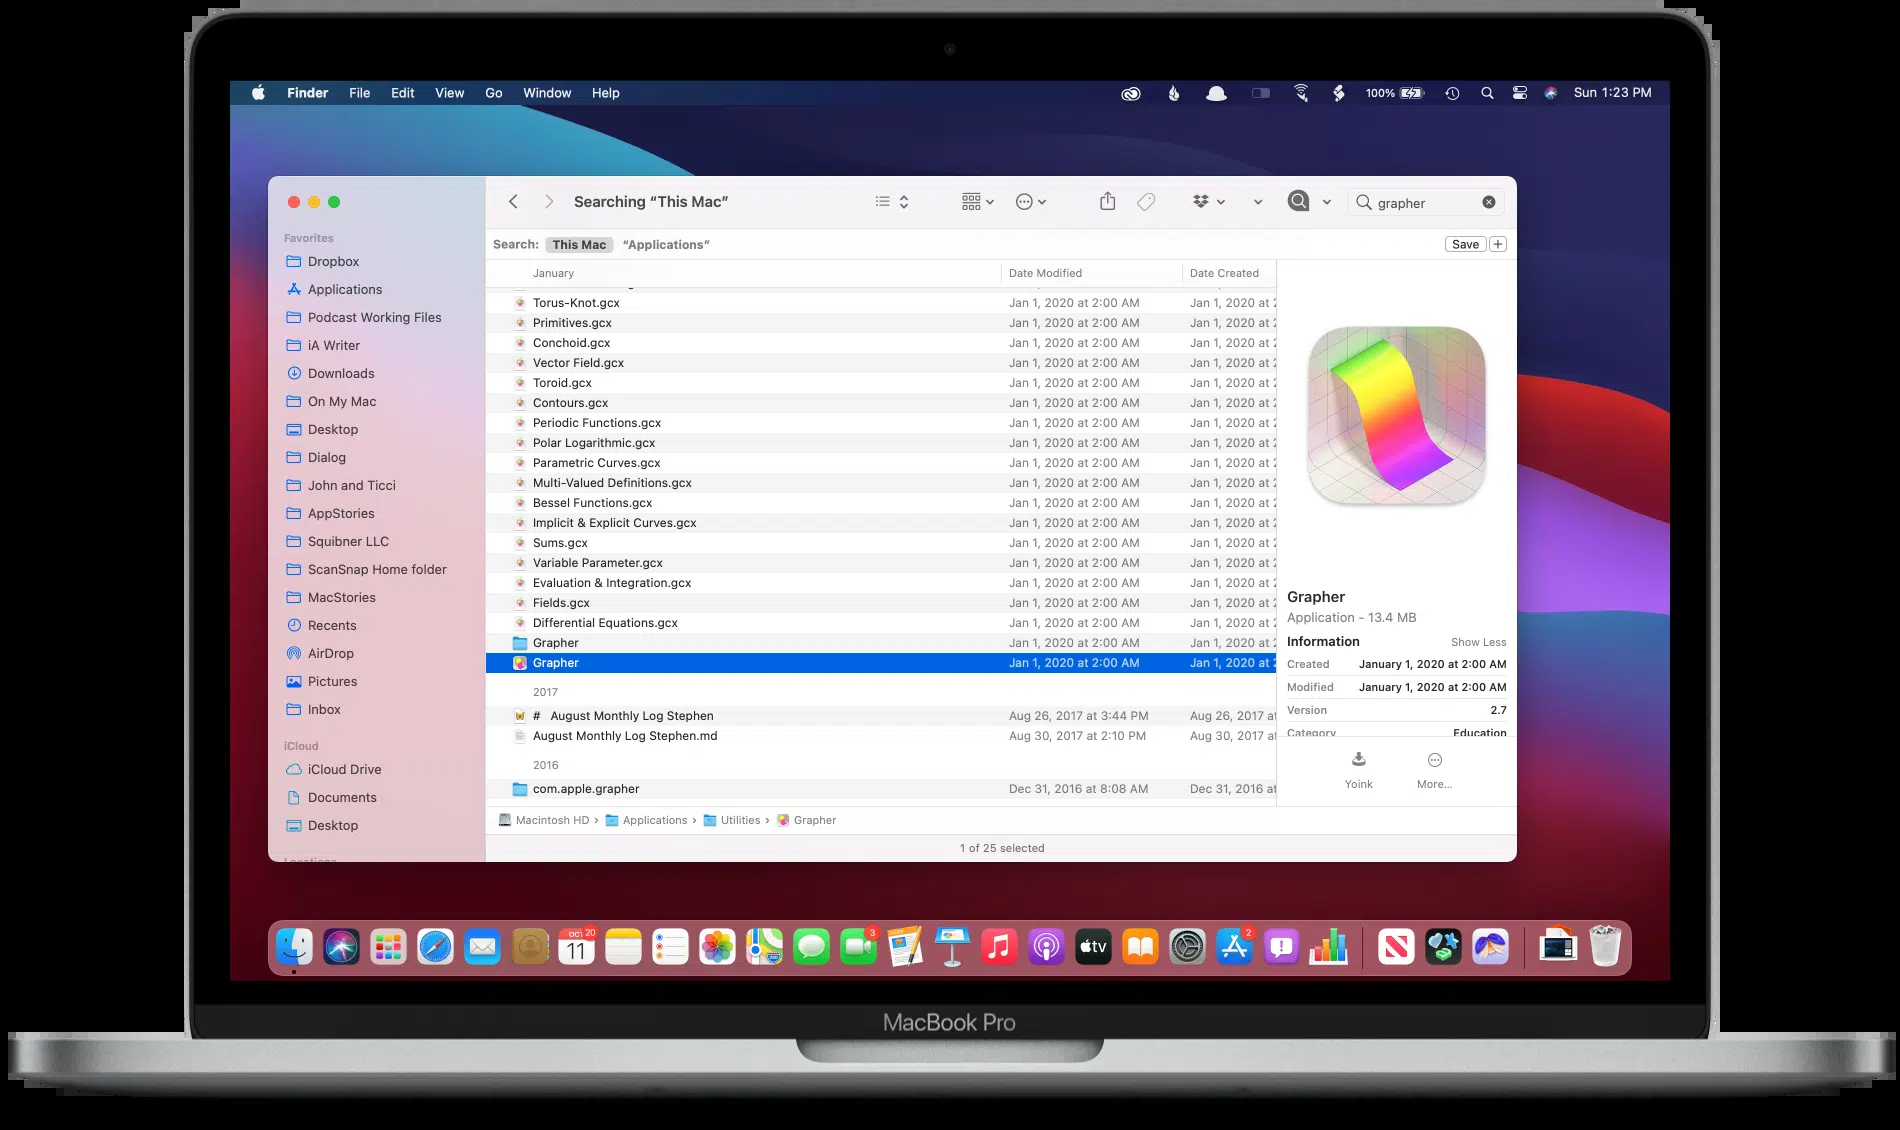 Finder File Edit View Go Window Help 100% Sun 1:23 PM
Searching “This Mac” grapher
Search: This Mac “Applications” Save +
January Date Modified Date Created
Torus-Knot.gcx Jan 1, 2020 at 2:00 AM Jan 1, 2020 at
Primitives.gcx Jan 1, 2020 at 2:00 AM Jan 1, 2020 at
Conchoid.gcx Jan 1, 2020 at 2:00 AM Jan 1, 2020 at
Vector Field.gcx Jan 1, 2020 at 2:00 AM Jan 1, 2020 at
Toroid.gcx Jan 1, 2020 at 2:00 AM Jan 1, 2020 at
Contours.gcx Jan 1, 2020 at 2:00 AM Jan 1, 2020 at
Periodic Functions.gcx Jan 1, 2020 at 2:00 AM Jan 1, 2020 at
Polar Logarithmic.gcx Jan 1, 2020 at 2:00 AM Jan 1, 2020 at
Parametric Curves.gcx Jan 1, 2020 at 2:00 AM Jan 1, 2020 at
Multi-Valued Definitions.gcx Jan 1, 2020 at 2:00 AM Jan 1, 2020 at
Bessel Functions.gcx Jan 1, 2020 at 2:00 AM Jan 1, 2020 at
Implicit & Explicit Curves.gcx Jan 1, 2020 at 2:00 AM Jan 1, 2020 at
Sums.gcx Jan 1, 2020 at 2:00 AM Jan 1, 2020 at
Variable Parameter.gcx Jan 1, 2020 at 2:00 AM Jan 1, 2020 at
Evaluation & Integration.gcx Jan 1, 2020 at 2:00 AM Jan 1, 2020 at
Fields.gcx Jan 1, 2020 at 2:00 AM Jan 1, 2020 at
Differential Equations.gcx Jan 1, 2020 at 2:00 AM Jan 1, 2020 at
Grapher Jan 1, 2020 at 2:00 AM Jan 1, 2020 at
Grapher Jan 1, 2020 at 2:00 AM Jan 1, 2020 at
2017
# August Monthly Log Stephen Aug 26, 2017 at 3:44 PM Aug 26, 2017 at
August Monthly Log Stephen.md Aug 30, 2017 at 2:10 PM Aug 30, 2017 at
2016
com.apple.grapher Dec 31, 2016 at 8:08 AM Dec 31, 2016 at
Macintosh HD › Applications › Utilities › Grapher
1 of 25 selected
Favorites
Dropbox
Applications
Podcast Working Files
iA Writer
Downloads
On My Mac
Desktop
Dialog
John and Ticci
AppStories
Squibner LLC
ScanSnap Home folder
MacStories
Recents
AirDrop
Pictures
Inbox
iCloud
iCloud Drive
Documents
Desktop
Locations
Grapher
Application - 13.4 MB
Information Show Less
Created January 1, 2020 at 2:00 AM
Modified January 1, 2020 at 2:00 AM
Version 2.7
Category Education
Yoink More...
OCT 20 11 3 tv 2
MacBook Pro